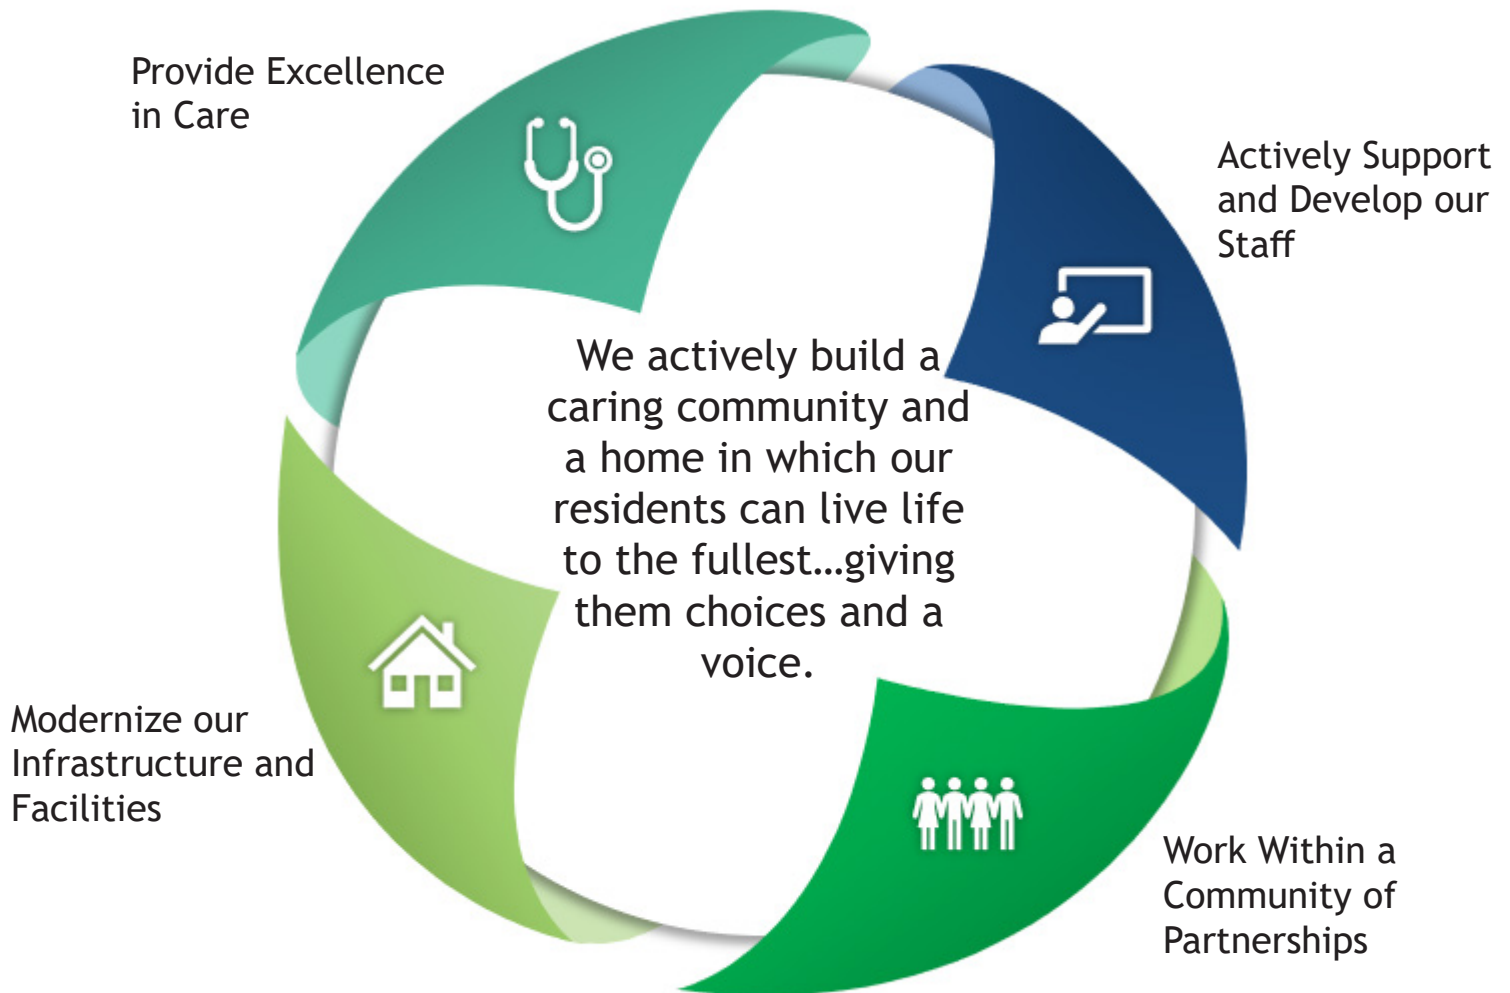 Provide Excellence
in Care
Actively Support
and Develop our
Staff
We actively build a
caring community and
a home in which our
residents can live life
to the fullest…giving
them choices and a
voice.
Modernize our
Infrastructure and
Facilities
Work Within a
Community of
Partnerships